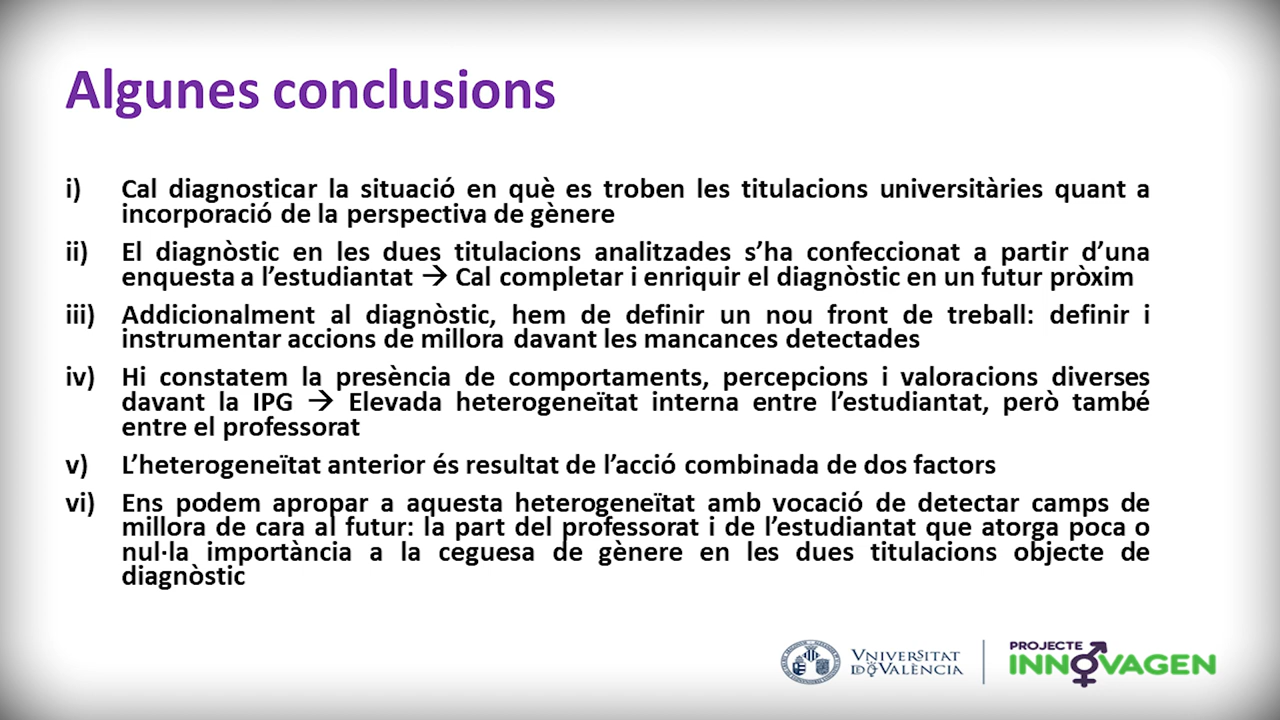 Algunes conclusions
i) Cal diagnosticar la situació en què es troben les titulacions universitàries quant a
incorporació de la perspectiva de gènere
ii) El diagnòstic en les dues titulacions analitzades s’ha confeccionat a partir d’una
enquesta a l’estudiantat → Cal completar i enriquir el diagnòstic en un futur pròxim
iii) Addicionalment al diagnòstic, hem de definir un nou front de treball: definir i
instrumentar accions de millora davant les mancances detectades
iv) Hi constatem la presència de comportaments, percepcions i valoracions diverses
davant la IPG → Elevada heterogeneïtat interna entre l’estudiantat, però també
entre el professorat
v) L’heterogeneïtat anterior és resultat de l’acció combinada de dos factors
vi) Ens podem apropar a aquesta heterogeneïtat amb vocació de detectar camps de
millora de cara al futur: la part del professorat i de l’estudiantat que atorga poca o
nul·la importància a la ceguesa de gènere en les dues titulacions objecte de
diagnòstic
VNIVERSITAT
DE VALÈNCIA
PROJECTE
INNOVAGEN